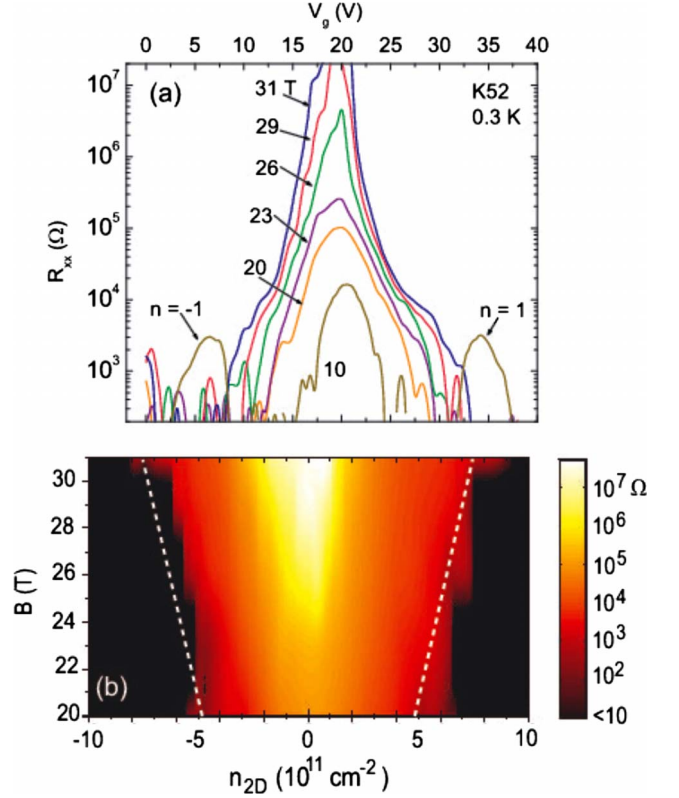 V_g (V)
0 5 10 15 20 25 30 35 40
10^7
10^6
10^5
10^4
10^3
R_xx (Ω)
(a)
K52
0.3 K
31 T
29
26
23
20
10
n = -1
n = 1
30
28
26
24
22
20
B (T)
(b)
-10 -5 0 5 10
n_2D (10^11 cm^-2)
10^7 Ω
10^6
10^5
10^4
10^3
10^2
<10